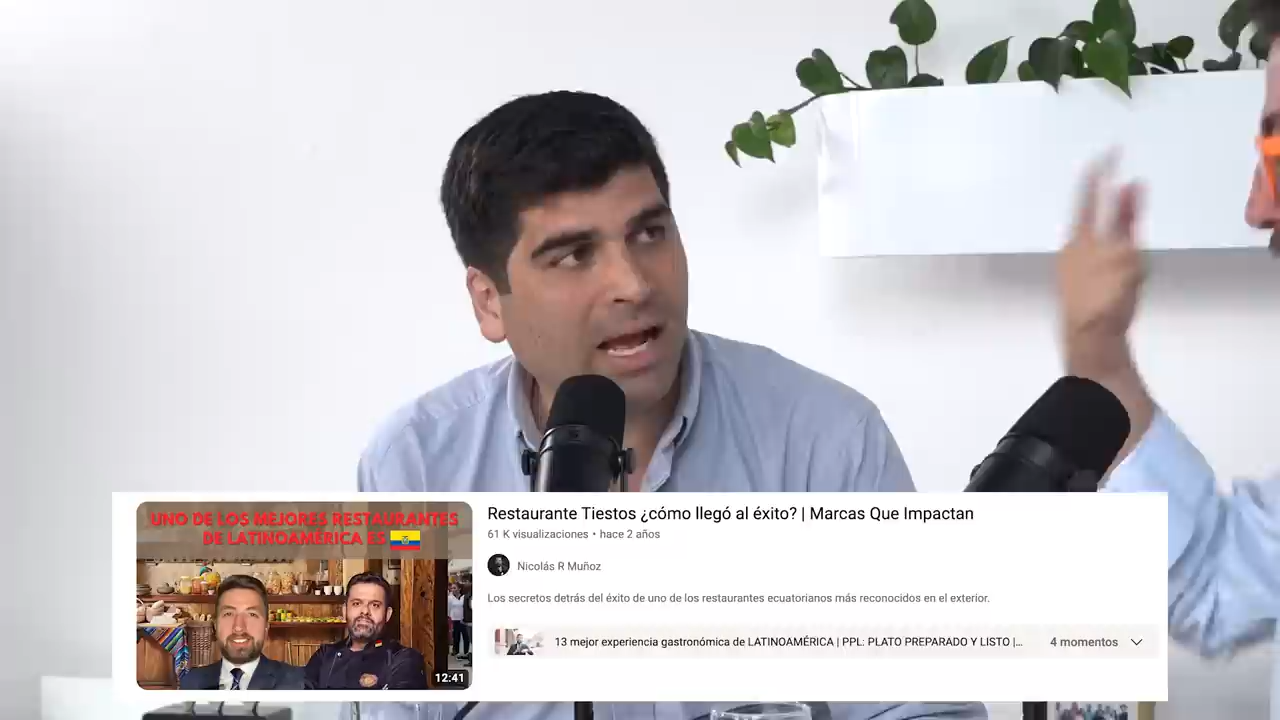 UNO DE LOS MEJORES RESTAURANTES
DE LATINOAMÉRICA ES
12:41
Restaurante Tiestos ¿cómo llegó al éxito? | Marcas Que Impactan
61 K visualizaciones • hace 2 años
Nicolás R Muñoz
Los secretos detrás del éxito de uno de los restaurantes ecuatorianos más reconocidos en el exterior.
13 mejor experiencia gastronómica de LATINOAMÉRICA | PPL: PLATO PREPARADO Y LISTO |...
4 momentos